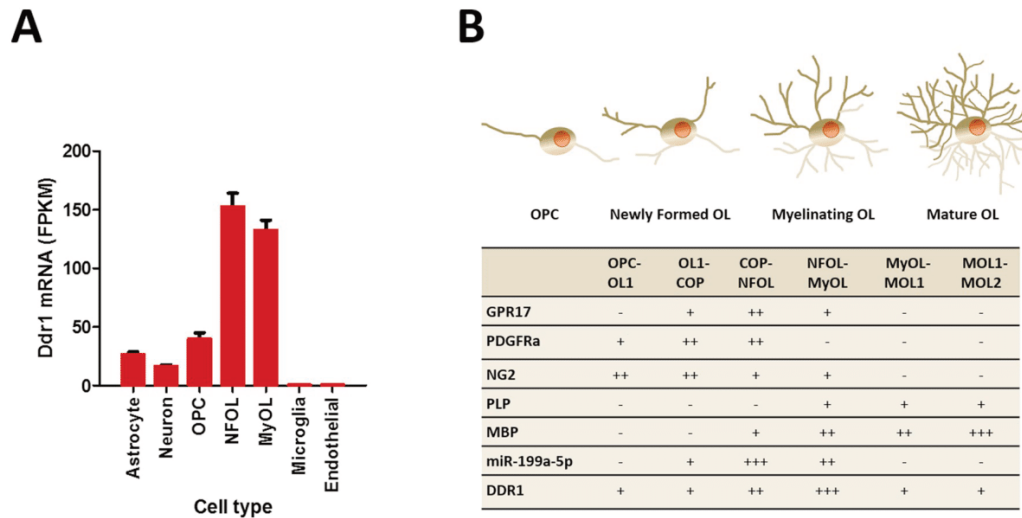 A
B
200
150
100
50
0
Ddr1 mRNA (FPKM)
Astrocyte
Neuron
OPC
NFOL
MyOL
Microglia
Endothelial
Cell type
OPC
Newly Formed OL
Myelinating OL
Mature OL
OPC- OL1- COP- NFOL- MyOL- MOL1-
OL1 COP NFOL MyOL MOL1 MOL2
GPR17 - + ++ + - -
PDGFRa + ++ ++ - - -
NG2 ++ ++ + + - -
PLP - - - + + +
MBP - - + ++ ++ +++
miR-199a-5p - + +++ ++ - -
DDR1 + + ++ +++ + +